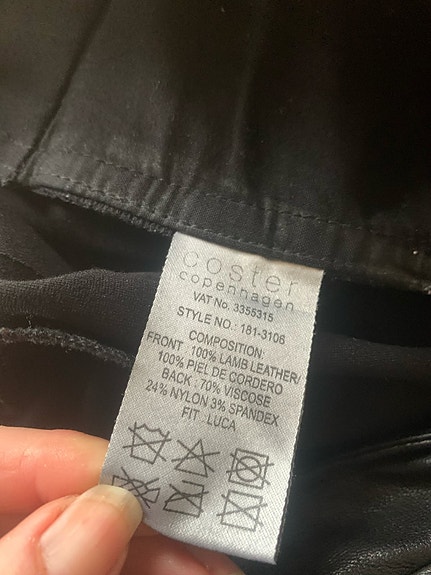 coster
copenhagen
VAT No. 3355315
STYLE NO.: 181-3106
COMPOSITION:
FRONT: 100% LAMB LEATHER/
100% PIEL DE CORDERO
BACK : 70% VISCOSE
24% NYLON 3% SPANDEX
FIT : LUCA